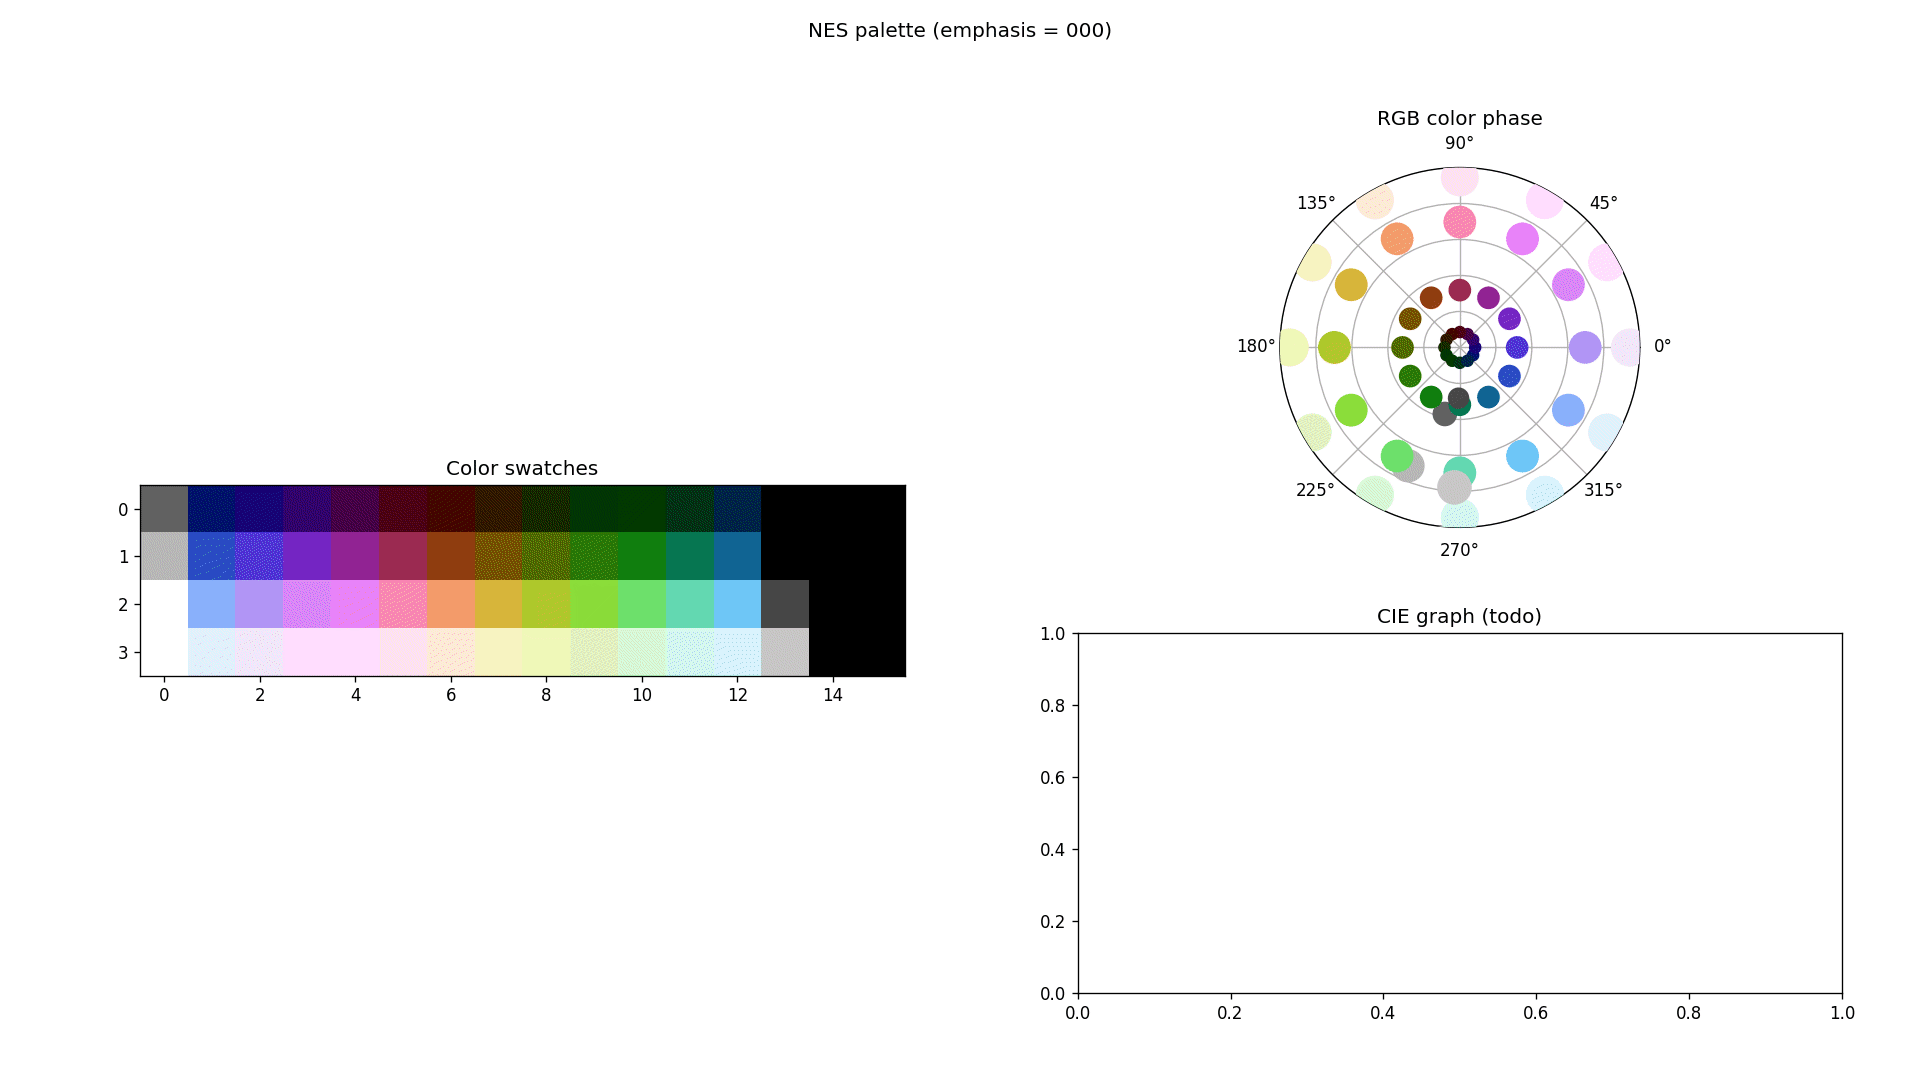 NES palette (emphasis = 000)
Color swatches
0
1
2
3
0 2 4 6 8 10 12 14
RGB color phase
90°
135° 45°
180° 0°
225° 315°
270°
CIE graph (todo)
1.0
0.8
0.6
0.4
0.2
0.0
0.0 0.2 0.4 0.6 0.8 1.0